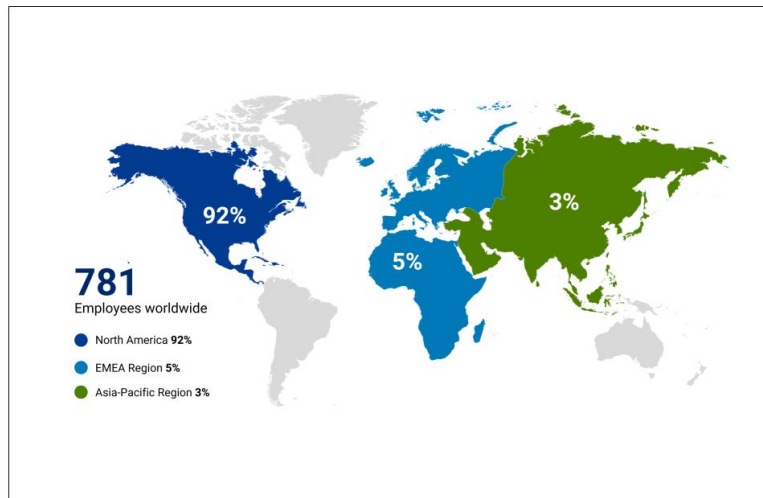 92%
3%
5%
781
Employees worldwide
North America 92%
EMEA Region 5%
Asia-Pacific Region 3%